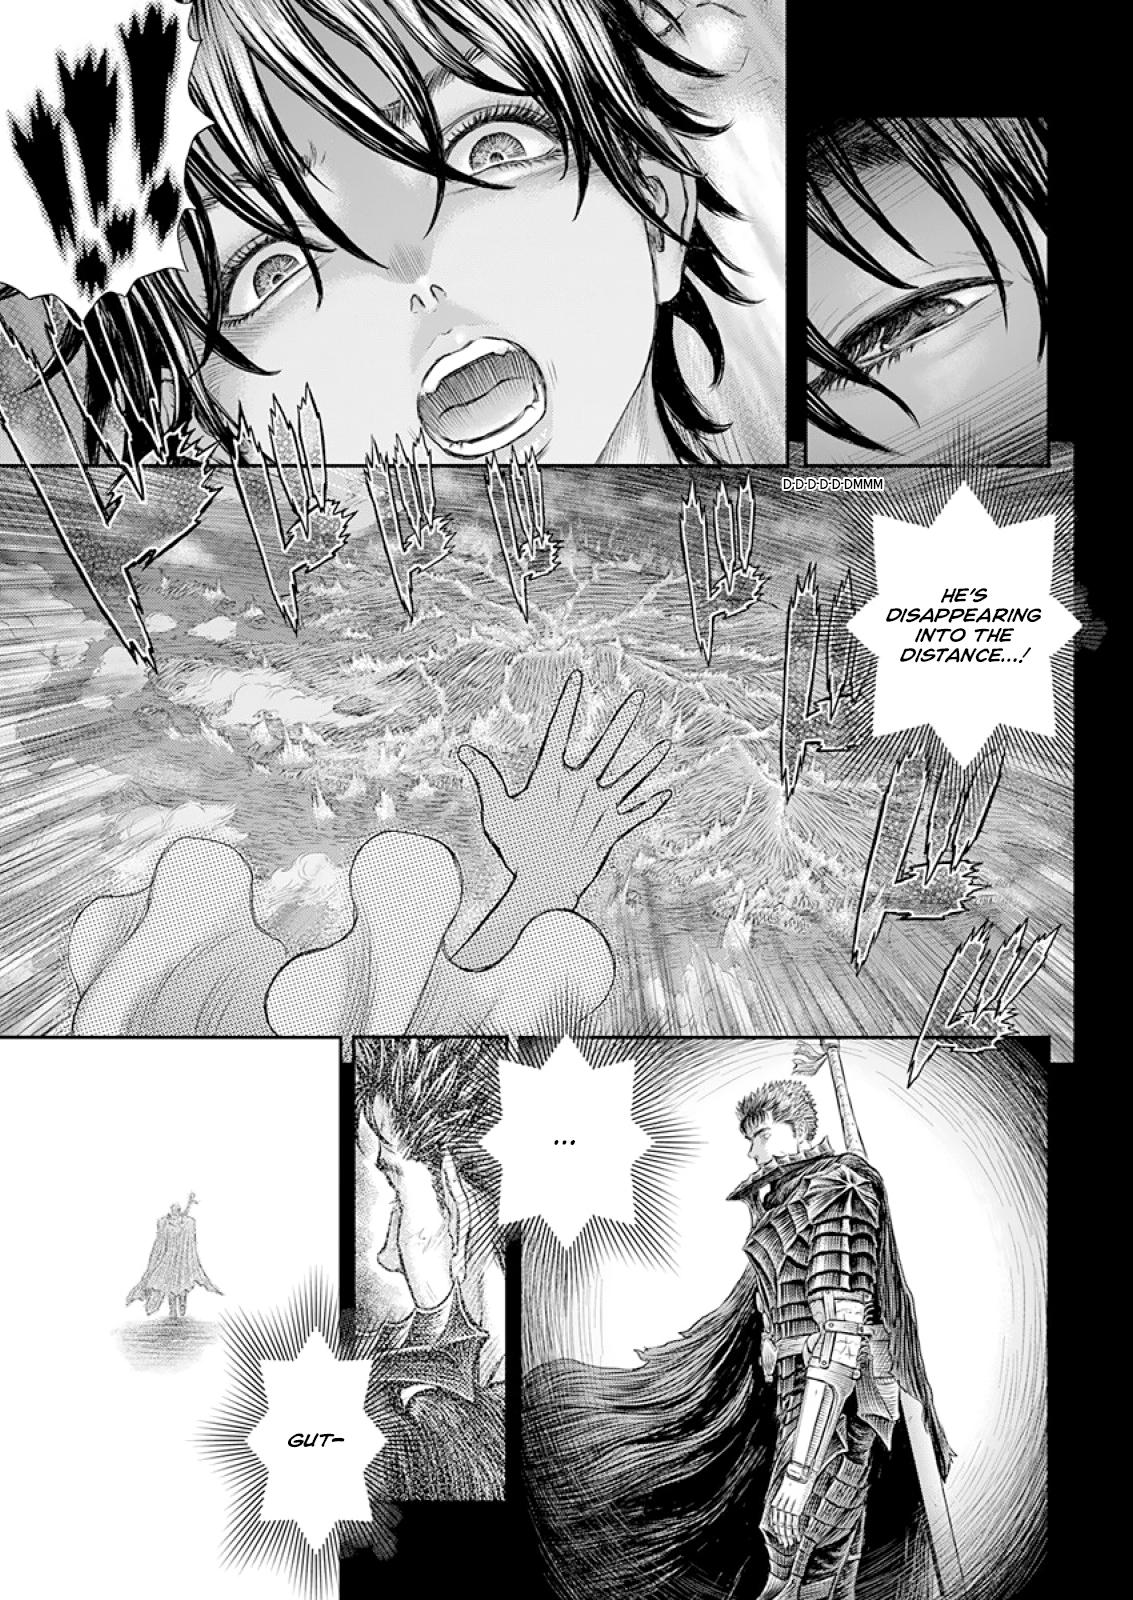 D-D-D-D-D-DMMM
HE'S
DISAPPEARING
INTO THE
DISTANCE...!
...
GUT-